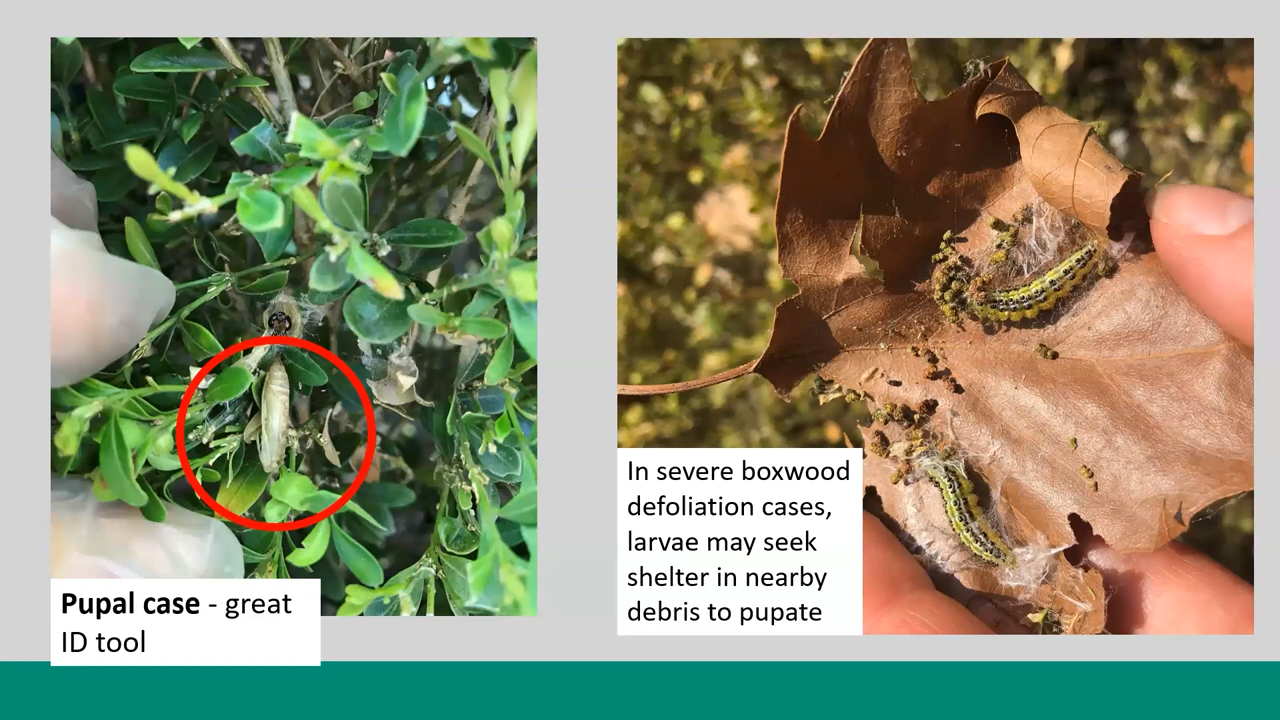 Pupal case - great
ID tool
In severe boxwood
defoliation cases,
larvae may seek
shelter in nearby
debris to pupate